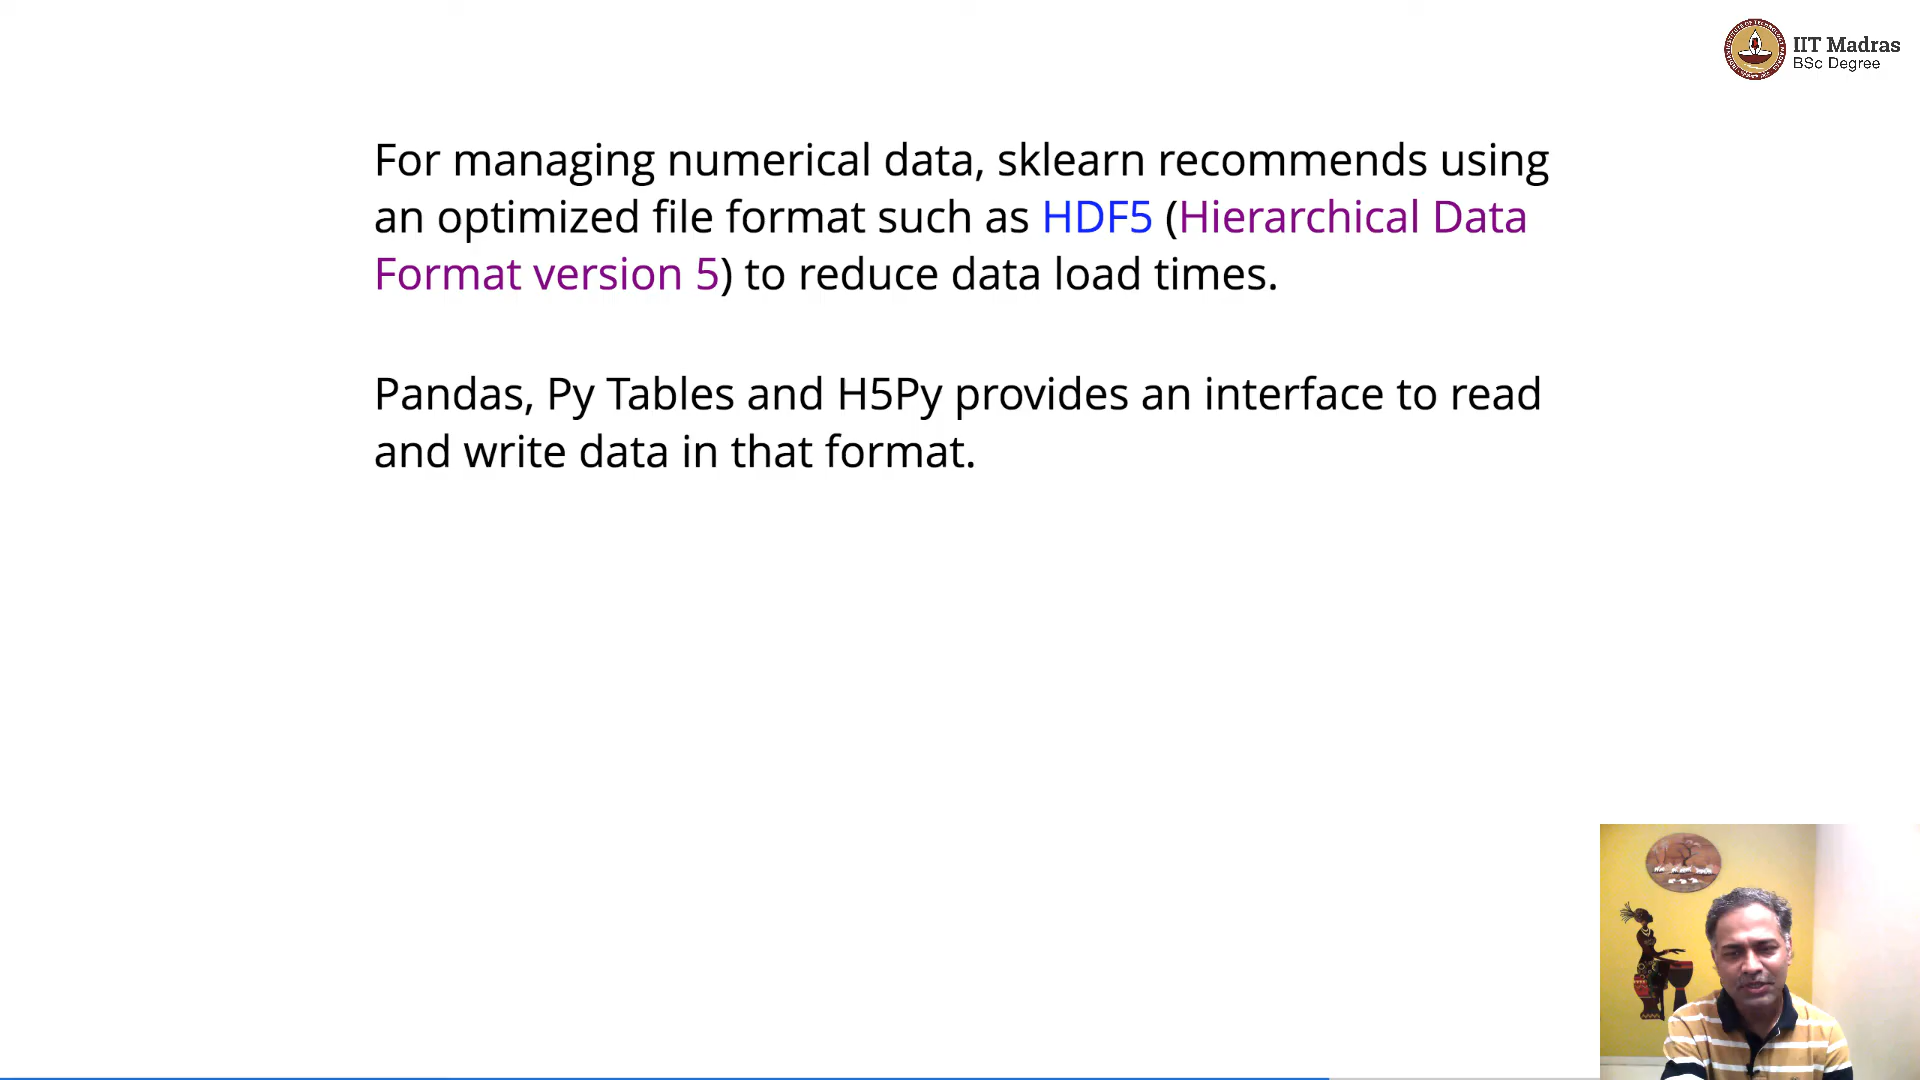 IIT Madras
BSc Degree
For managing numerical data, sklearn recommends using
an optimized file format such as HDF5 (Hierarchical Data
Format version 5) to reduce data load times.
Pandas, Py Tables and H5Py provides an interface to read
and write data in that format.